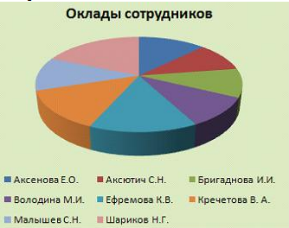 Оклады сотрудников
Аксенова Е.О. Аксютич С.Н. Бригаднова И.И.
Володина М.И. Ефремова К.В. Кречетова В. А.
Малышев С.Н. Шариков Н.Г.